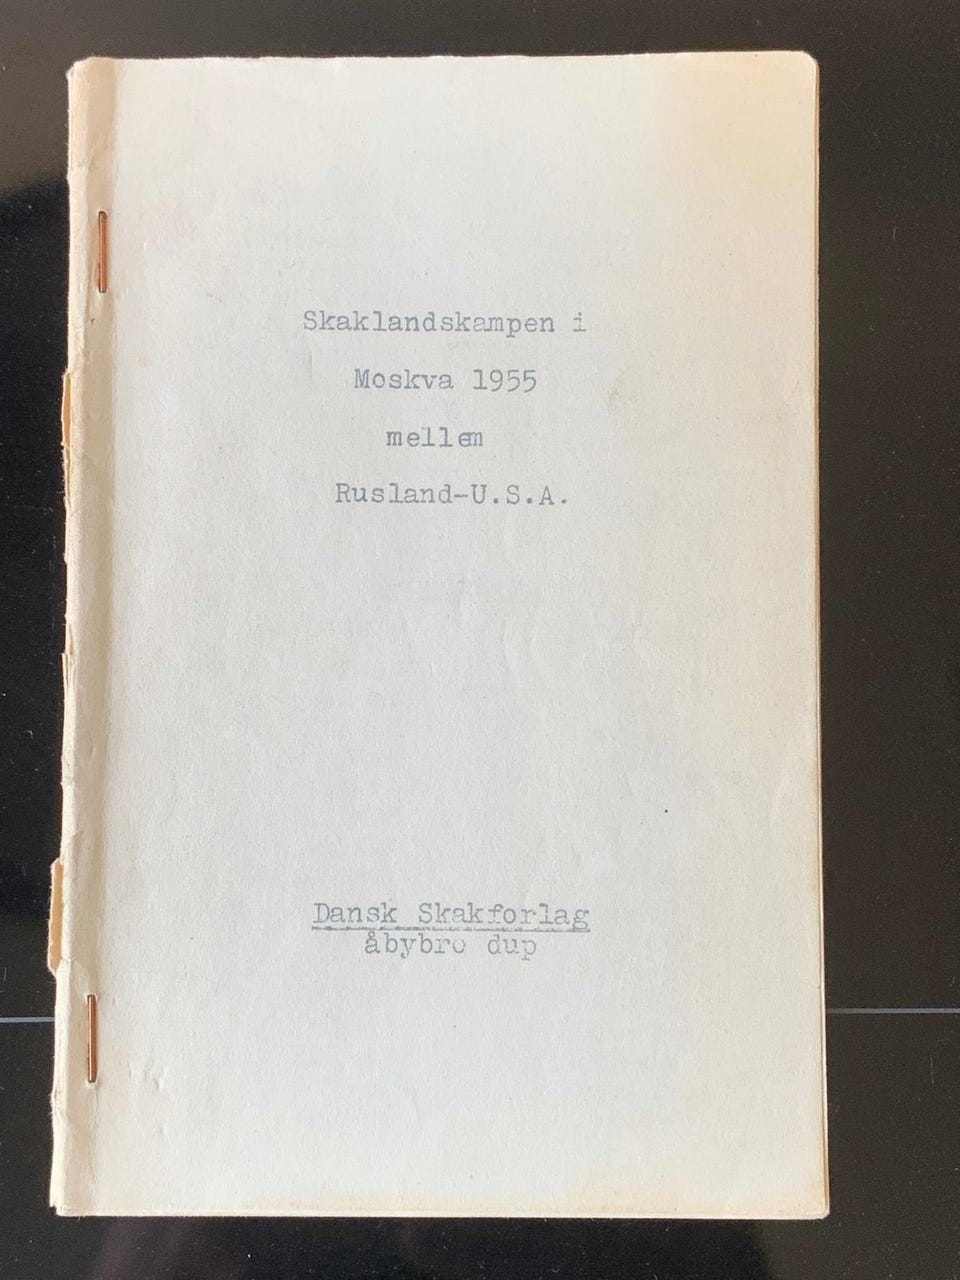 Skaklandskampen i
Moskva 1955
mellem
Rusland-U.S.A.
Dansk Skakforlag
åbybro dup